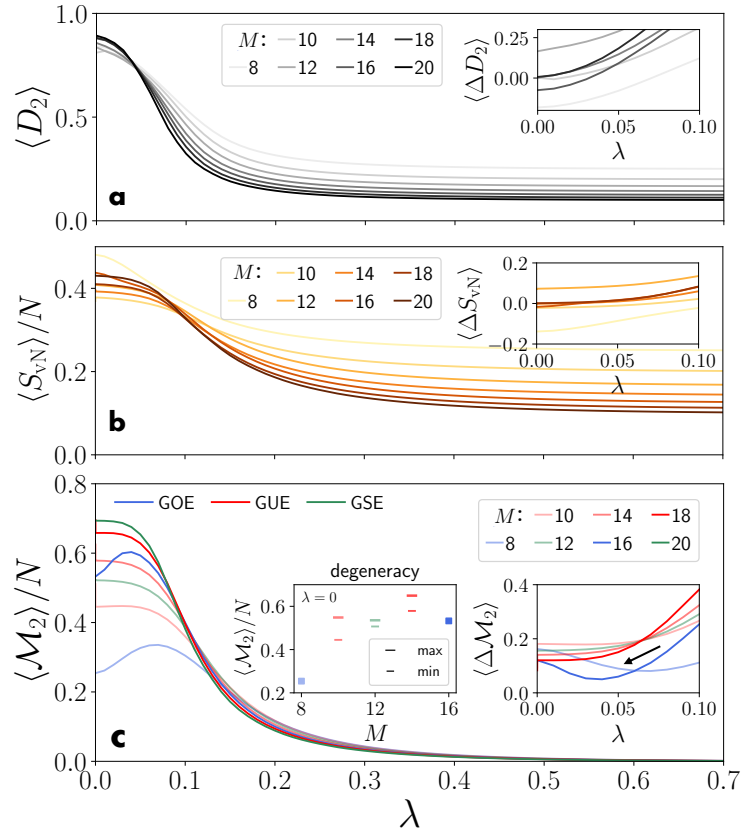 1.0
0.5
0.0
⟨D₂⟩
M: 10 14 18
8 12 16 20
⟨ΔD₂⟩
0.25
0.00
0.00 0.05 0.10
λ
a
0.4
0.2
0.0
⟨S_vN⟩/N
M: 10 14 18
8 12 16 20
⟨ΔS_vN⟩
0.2
0.0
−0.2
0.00 0.05 0.10
λ
b
0.8
0.6
0.4
0.2
0.0
⟨M₂⟩/N
GOE GUE GSE
M: 10 14 18
8 12 16 20
degeneracy
λ = 0
⟨M₂⟩/N
0.6
0.4
0.2
max
min
8 12 16
M
⟨ΔM₂⟩
0.4
0.2
0.0
0.00 0.05 0.10
λ
c
0.0 0.1 0.2 0.3 0.4 0.5 0.6 0.7
λ